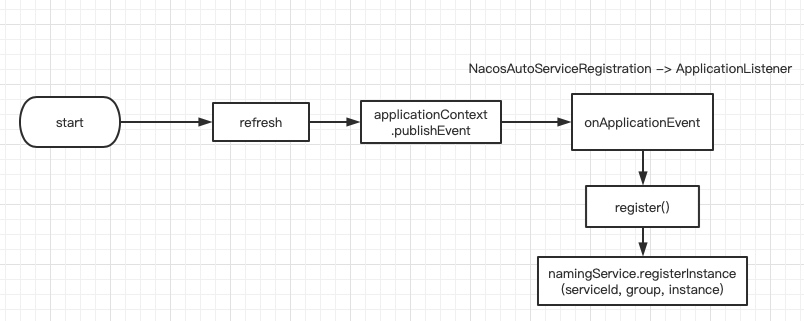 NacosAutoServiceRegistration -> ApplicationListener
start
refresh
applicationContext
.publishEvent
onApplicationEvent
register()
namingService.registerInstance
(serviceId, group, instance)